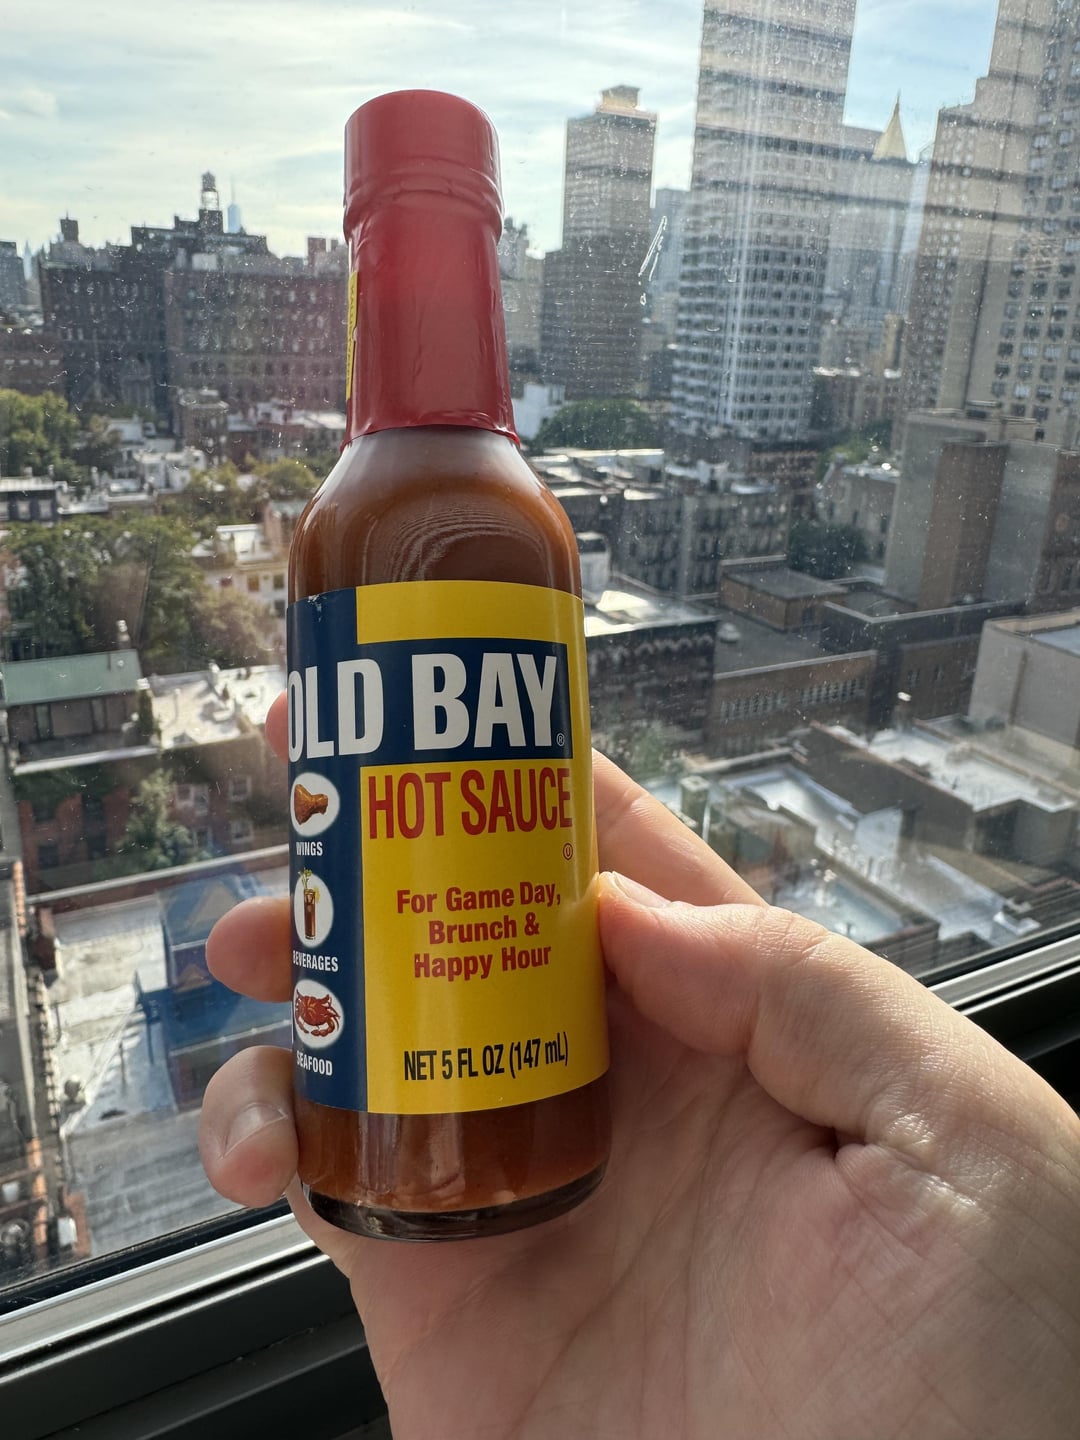 OLD BAY®
HOT SAUCE
U
WINGS
BEVERAGES
SEAFOOD
For Game Day,
Brunch &
Happy Hour
NET 5 FL OZ (147 mL)